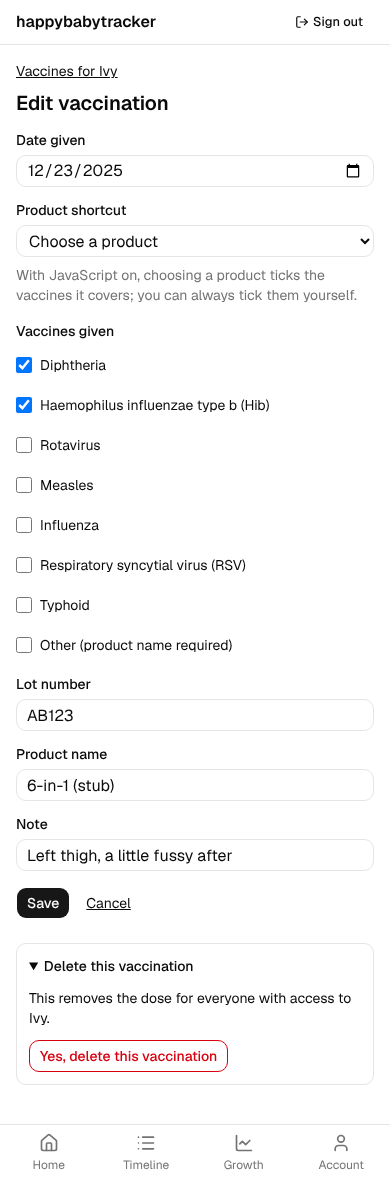 happybabytracker
Sign out
Vaccines for Ivy
Edit vaccination
Date given
12/23/2025
Product shortcut
Choose a product
With JavaScript on, choosing a product ticks the
vaccines it covers; you can always tick them yourself.
Vaccines given
Diphtheria
Haemophilus influenzae type b (Hib)
Rotavirus
Measles
Influenza
Respiratory syncytial virus (RSV)
Typhoid
Other (product name required)
Lot number
AB123
Product name
6-in-1 (stub)
Note
Left thigh, a little fussy after
Save
Cancel
Delete this vaccination
This removes the dose for everyone with access to
Ivy.
Yes, delete this vaccination
Home
Timeline
Growth
Account